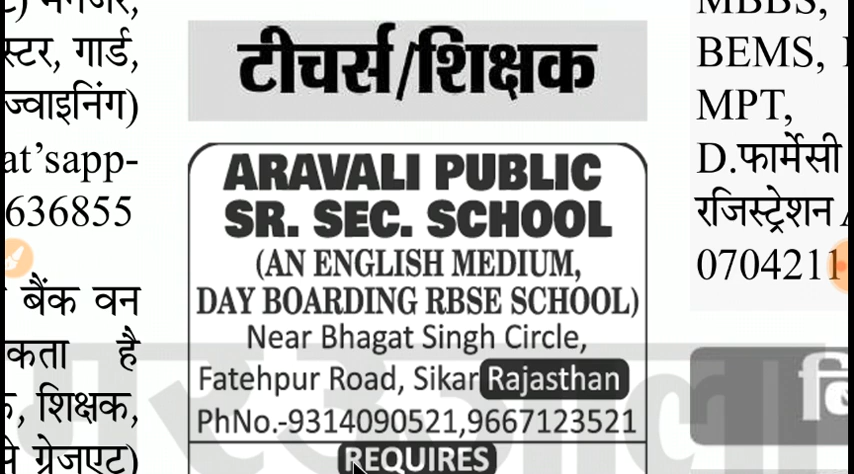 स्टर, गार्ड,
ज्वाइनिंग)
at'sapp-
636855
बैंक वन
कता है
शिक्षक,
ग्रेजुएट)
टीचर्स/शिक्षक
ARAVALI PUBLIC
SR. SEC. SCHOOL
(AN ENGLISH MEDIUM,
DAY BOARDING RBSE SCHOOL)
Near Bhagat Singh Circle,
Fatehpur Road, Sikar Rajasthan
PhNo.-9314090521,9667123521
REQUIRES
MBBS,
BEMS,
MPT,
D.फार्मेसी
रजिस्ट्रेशन
0704211